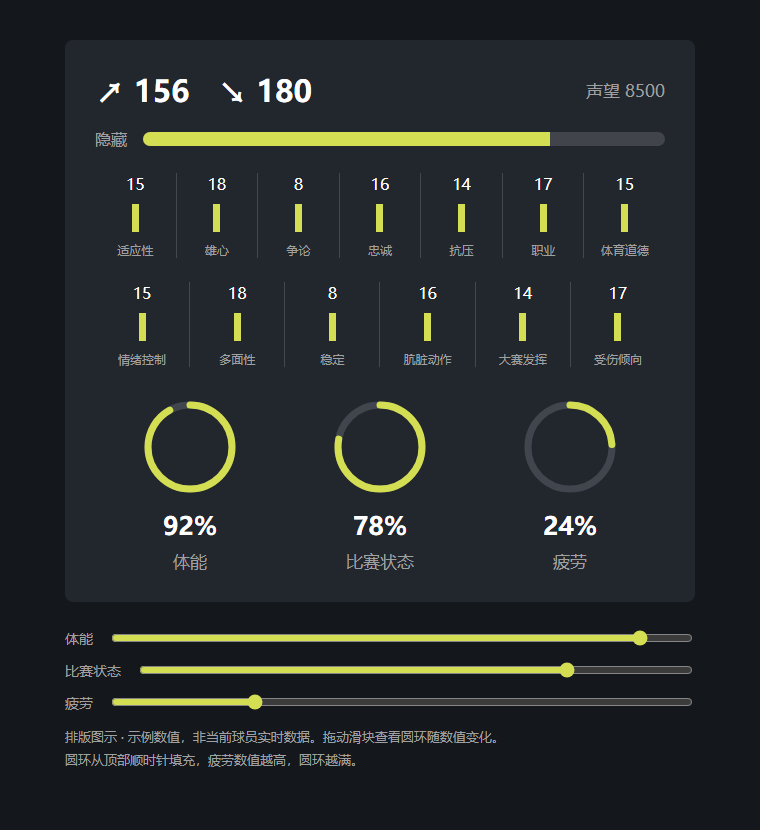 ➚ 156 ➘ 180 声望 8500
隐藏
15 18 8 16 14 17 15
适应性 雄心 争论 忠诚 抗压 职业 体育道德
15 18 8 16 14 17
情绪控制 多面性 稳定 肮脏动作 大赛发挥 受伤倾向
92% 78% 24%
体能 比赛状态 疲劳
体能
比赛状态
疲劳
排版图示 · 示例数值，非当前球员实时数据。拖动滑块查看圆环随数值变化。
圆环从顶部顺时针填充，疲劳数值越高，圆环越满。